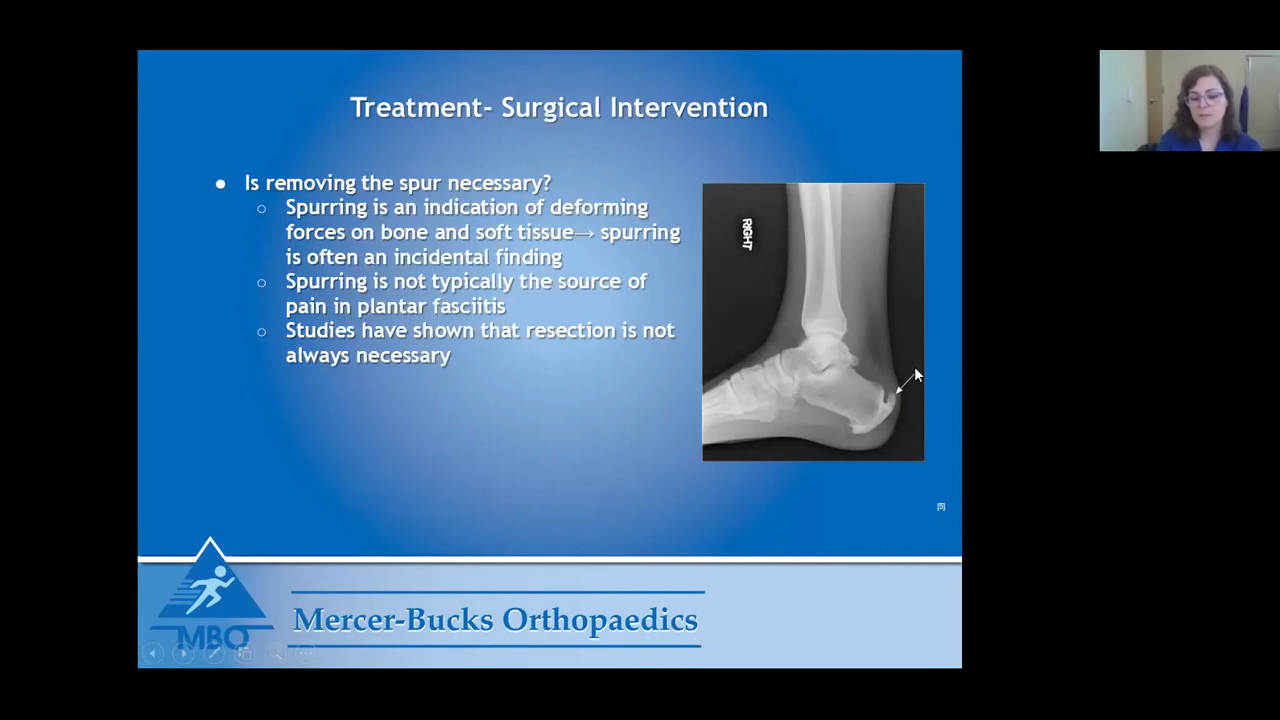 Treatment- Surgical Intervention
● Is removing the spur necessary?
○ Spurring is an indication of deforming
forces on bone and soft tissue→ spurring
is often an incidental finding
○ Spurring is not typically the source of
pain in plantar fasciitis
○ Studies have shown that resection is not
always necessary
RIGHT
[5]
MBO
Mercer-Bucks Orthopaedics